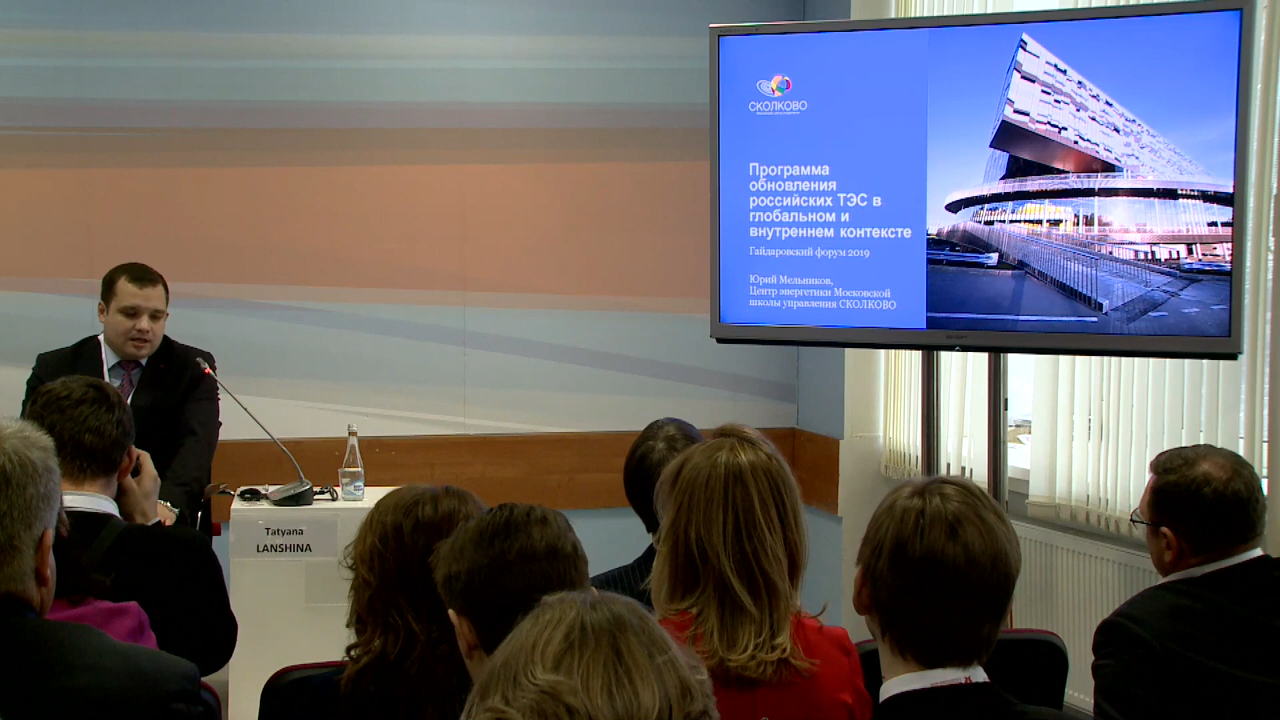 СКОЛКОВО
Программа
обновления
российских ТЭС в
глобальном и
внутреннем контексте
Гайдаровский форум 2019
Юрий Мельников,
Центр энергетики Московской
школы управления СКОЛКОВО
Tatyana
LANSHINA